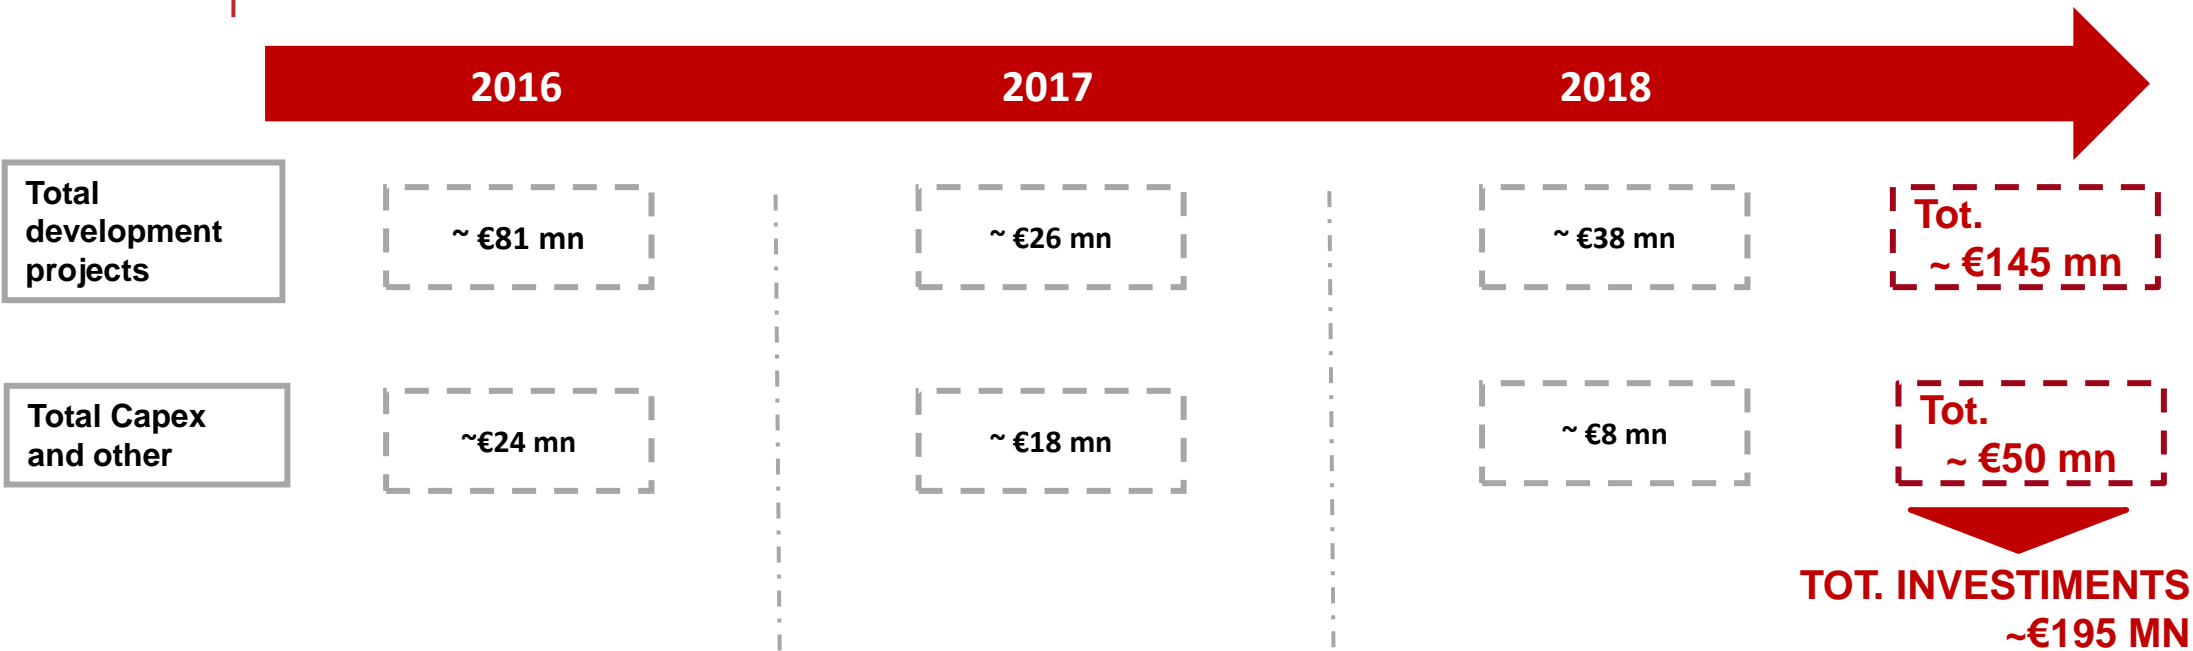 2016 2017 2018
Total
development
projects
~ €81 mn
~ €26 mn
~ €38 mn
Tot.
~ €145 mn
Total Capex
and other
~€24 mn
~ €18 mn
~ €8 mn
Tot.
~ €50 mn
TOT. INVESTIMENTS
~€195 MN